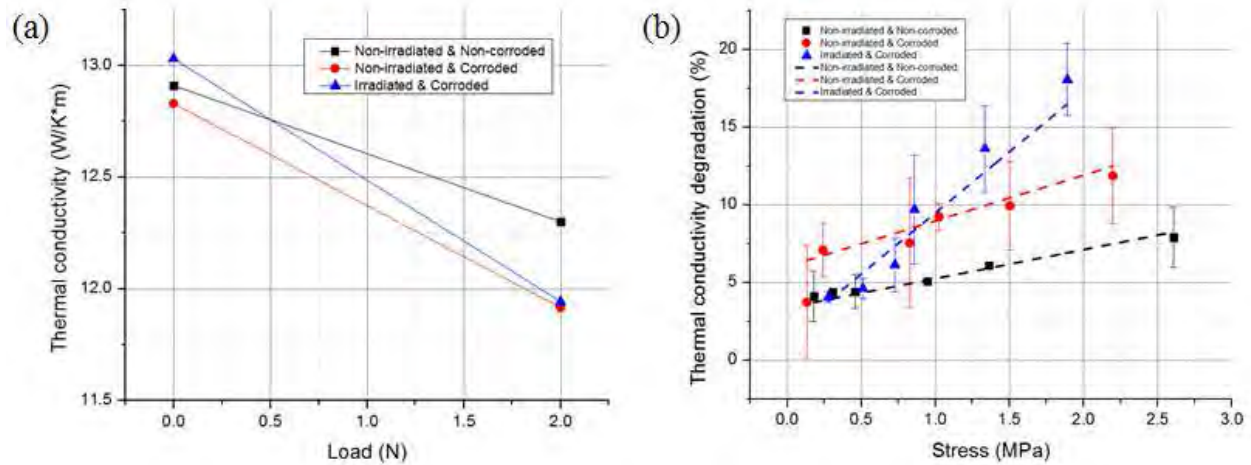 (a)
Thermal conductivity (W/K*m)
13.0
12.5
12.0
11.5
0.0 0.5 1.0 1.5 2.0
Load (N)
Non-irradiated & Non-corroded
Non-irradiated & Corroded
Irradiated & Corroded
(b)
Thermal conductivity degradation (%)
20
15
10
5
0
0.0 0.5 1.0 1.5 2.0 2.5 3.0
Stress (MPa)
Non-irradiated & Non-corroded
Non-irradiated & Corroded
Irradiated & Corroded
Non-irradiated & Non-corroded
Non-irradiated & Corroded
Irradiated & Corroded